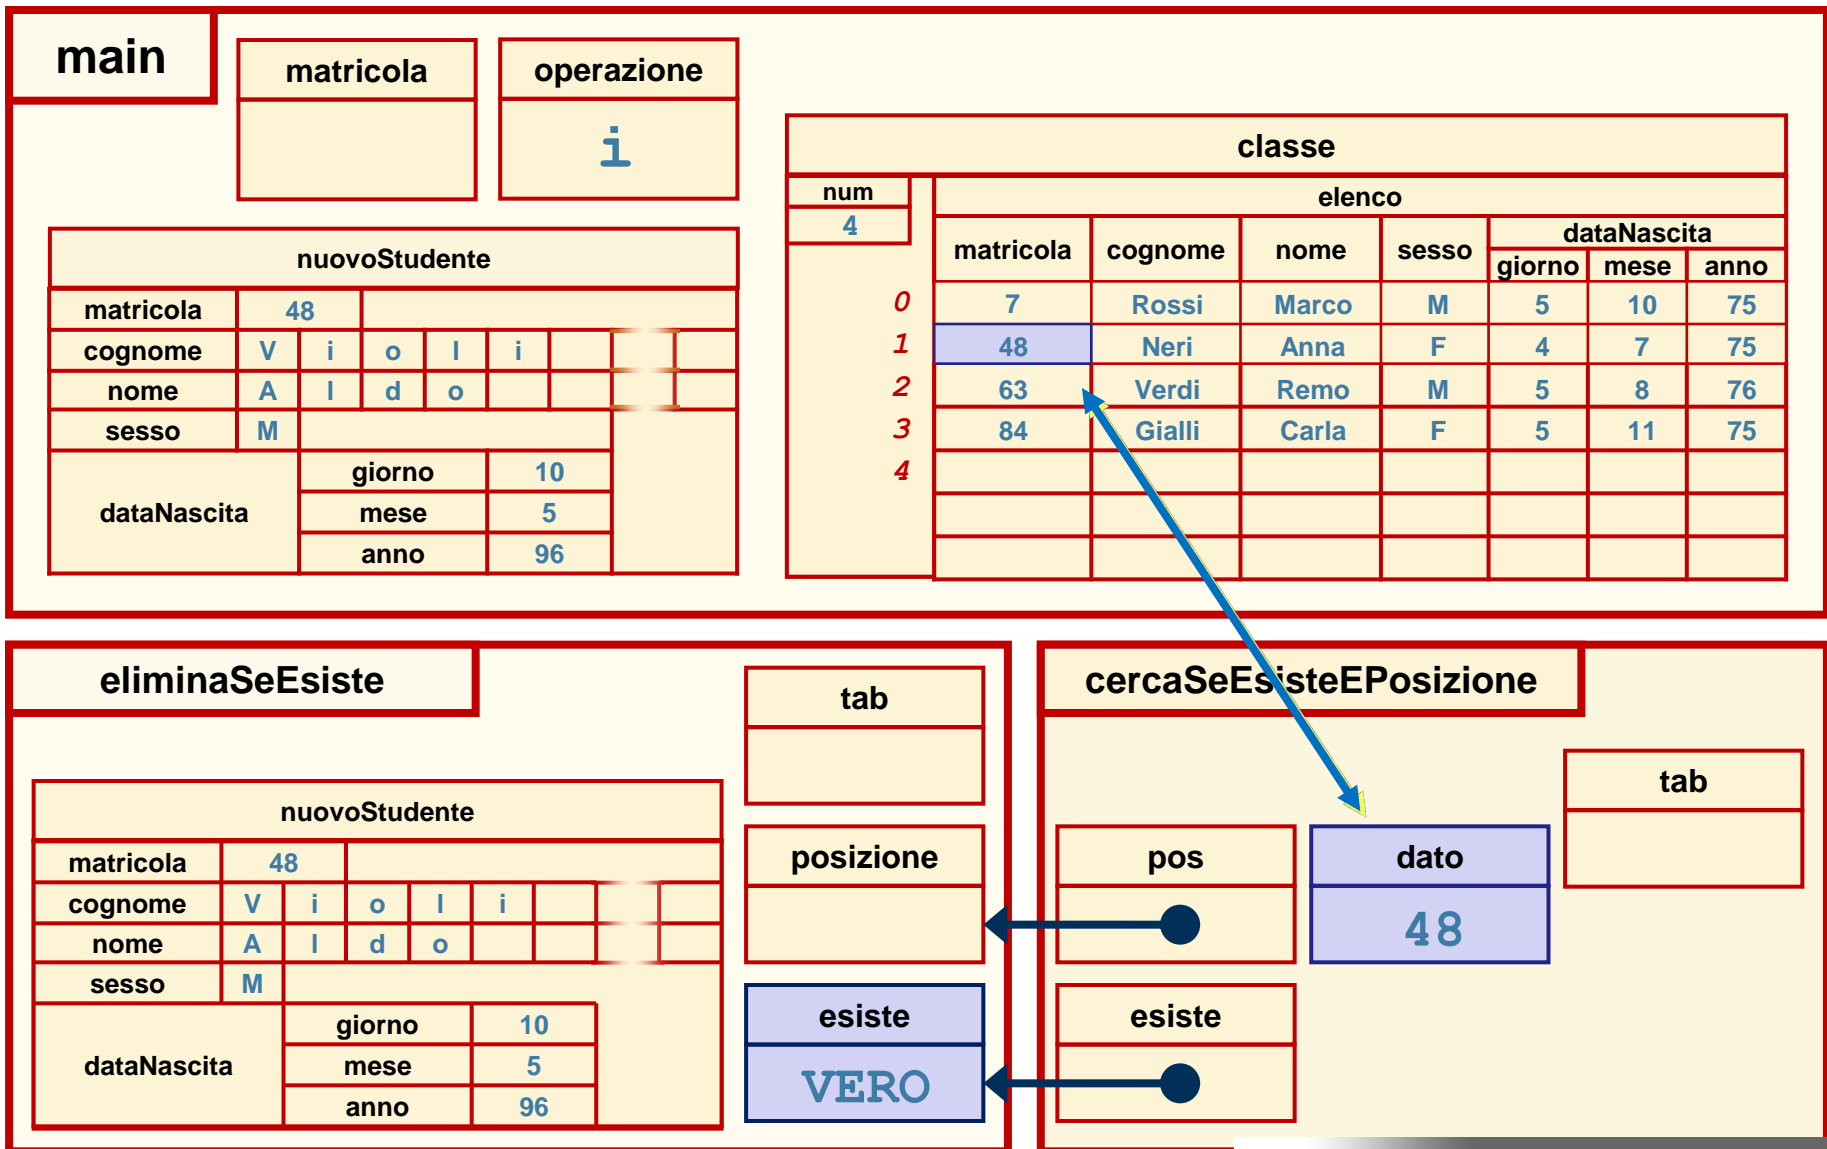 main
matricola
operazione
i
classe
num
4
elenco
matricola cognome nome sesso dataNascita
giorno mese anno
0 7 Rossi Marco M 5 10 75
1 48 Neri Anna F 4 7 75
2 63 Verdi Remo M 5 8 76
3 84 Gialli Carla F 5 11 75
4
nuovoStudente
matricola 48
cognome V i o l i
nome A l d o
sesso M
dataNascita
giorno 10
mese 5
anno 96
eliminaSeEsiste
tab
nuovoStudente
matricola 48
cognome V i o l i
nome A l d o
sesso M
dataNascita
giorno 10
mese 5
anno 96
posizione
esiste
VERO
cercaSeEsisteEPosizione
tab
pos
dato
48
esiste